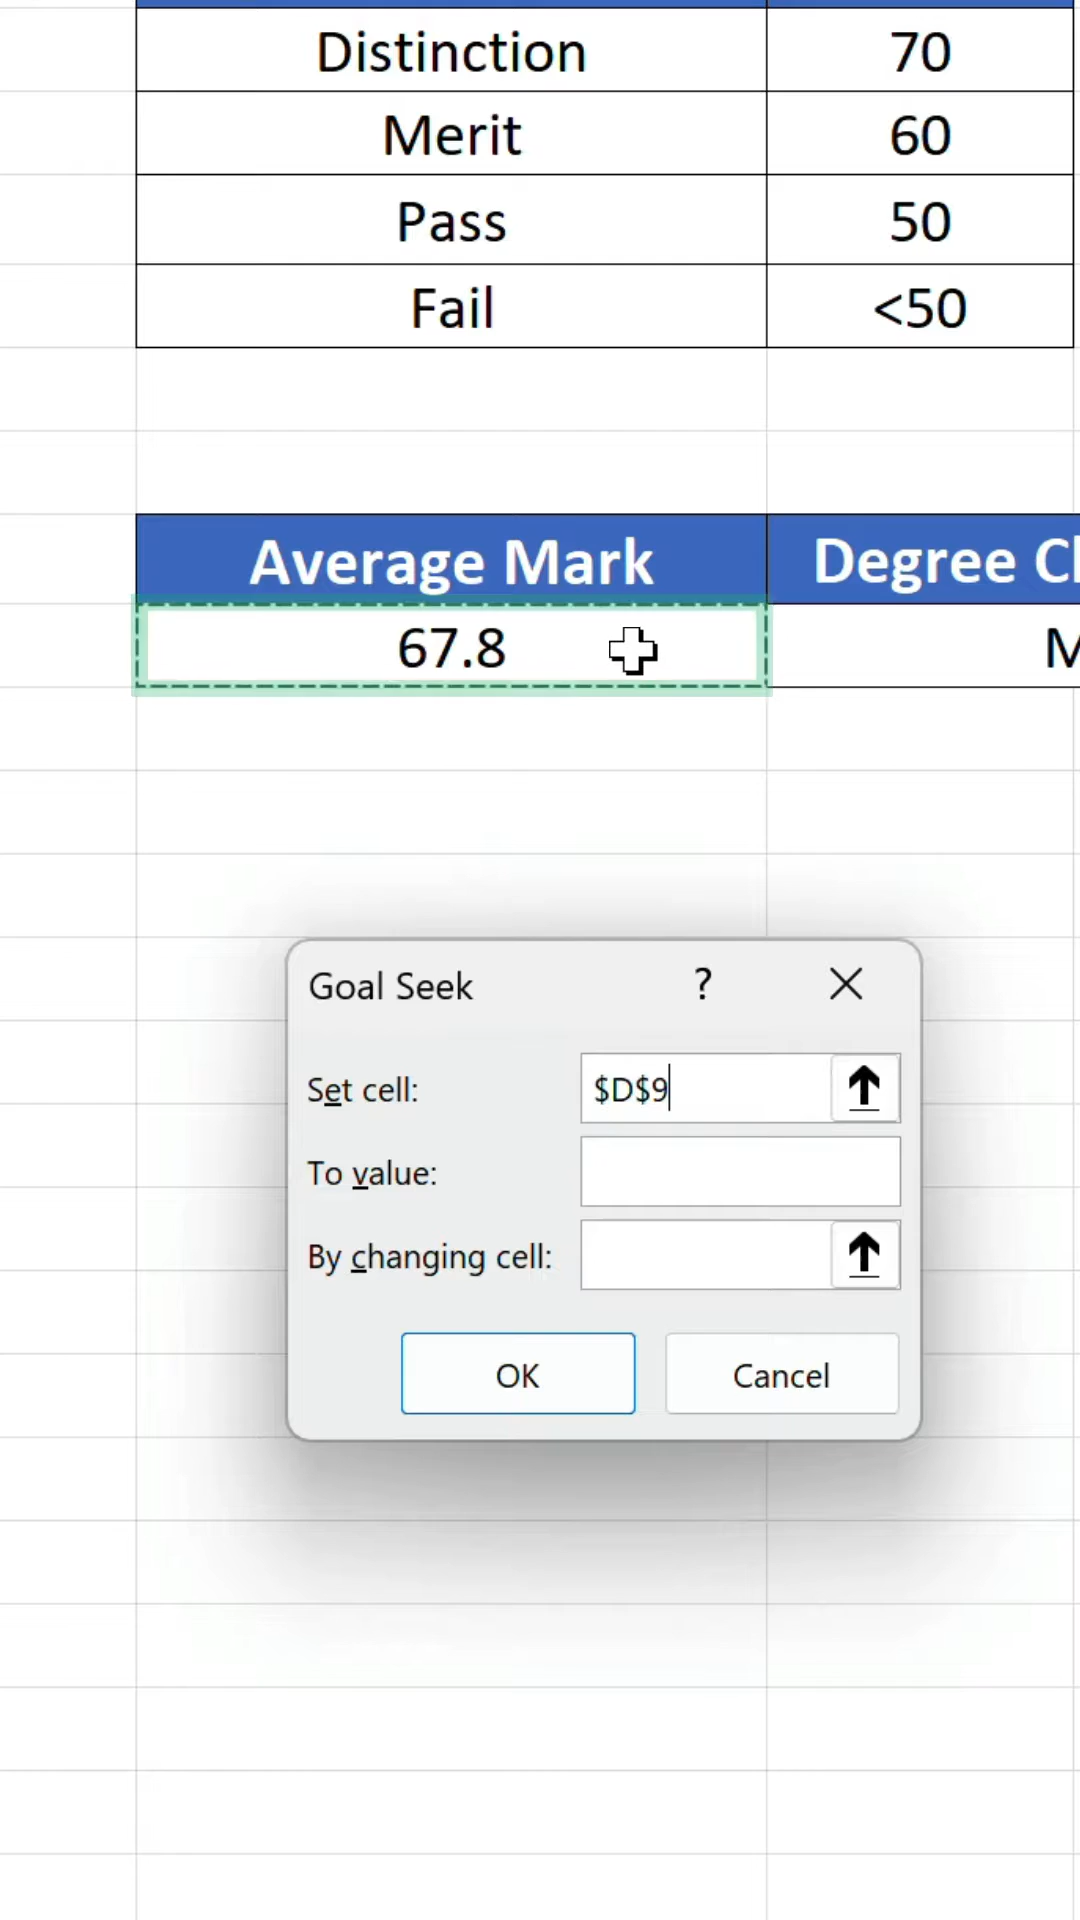 Distinction 70
Merit 60
Pass 50
Fail <50
Average Mark Degree
67.8
Goal Seek ? 
Set cell: $D$9
To value:
By changing cell:
OK Cancel